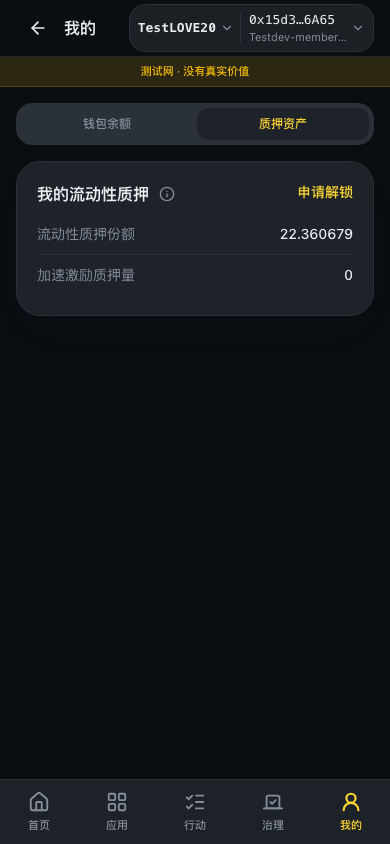 我的
TestLOVE20
0x15d3…6A65
Testdev-member...
测试网 · 没有真实价值
钱包余额
质押资产
我的流动性质押
申请解锁
流动性质押份额
22.360679
加速激励质押量
0
首页
应用
行动
治理
我的